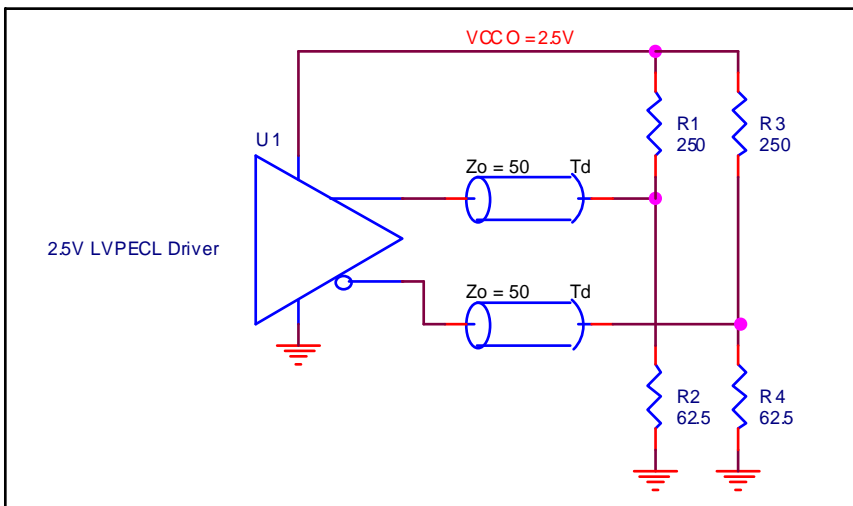 VCCO = 2.5V
U1
R1
250
R3
250
Zo = 50
Td
2.5V LVPECL Driver
Zo = 50
Td
R2
62.5
R4
62.5